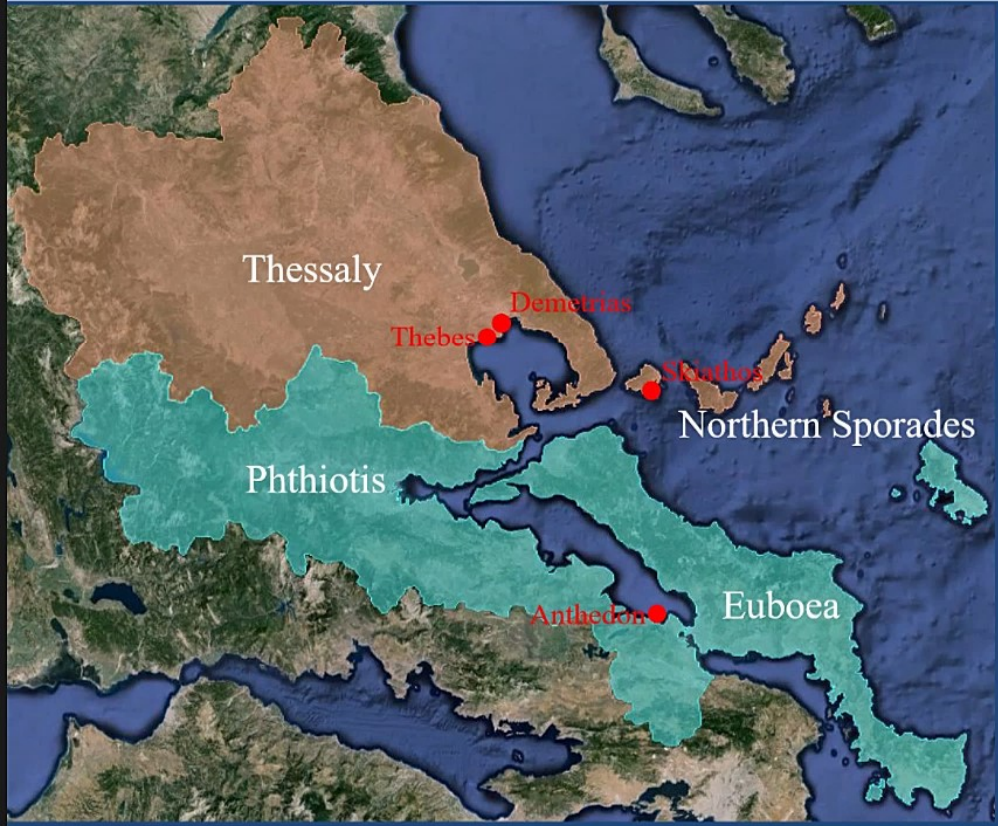 Thessaly
Demetrias
Thebes
Skiathos
Northern Sporades
Phthiotis
Euboea
Anthedon